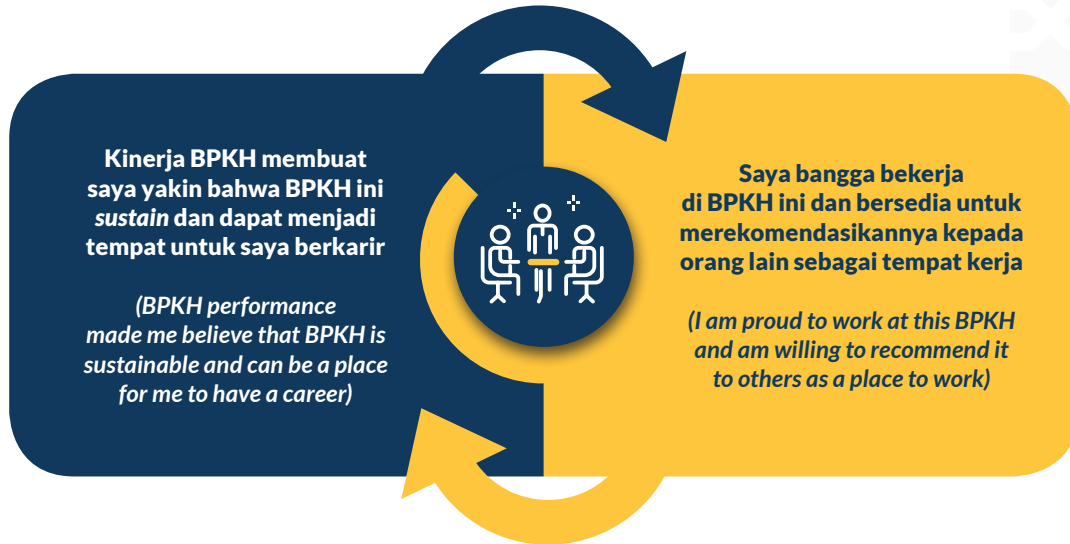 Kinerja BPKH membuat
saya yakin bahwa BPKH ini
sustain dan dapat menjadi
tempat untuk saya berkarir
(BPKH performance
made me believe that BPKH is
sustainable and can be a place
for me to have a career)
Saya bangga bekerja
di BPKH ini dan bersedia untuk
merekomendasikannya kepada
orang lain sebagai tempat kerja
(I am proud to work at this BPKH
and am willing to recommend it
to others as a place to work)